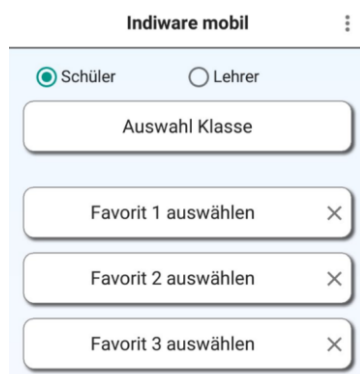 Indiware mobil
Schüler Lehrer
Auswahl Klasse
Favorit 1 auswählen
Favorit 2 auswählen
Favorit 3 auswählen